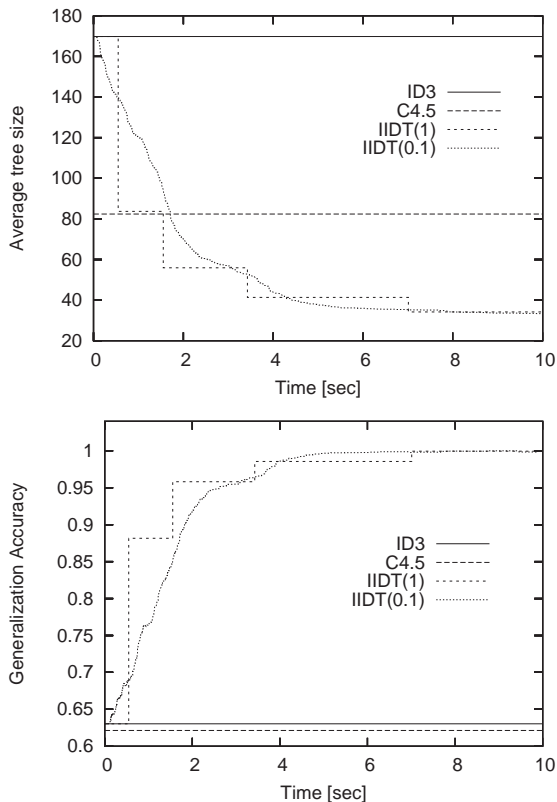 170
160
140
120
100
80
60
40
20
0
2
4
6
8
10
Average tree size
Time [sec]
ID3
C4.5
IIDT(1)
IIDT(0.1)
1
0.95
0.9
0.85
0.8
0.75
0.7
0.65
0.6
0
2
4
6
8
10
Generalization Accuracy
Time [sec]
ID3
C4.5
IIDT(1)
IIDT(0.1)